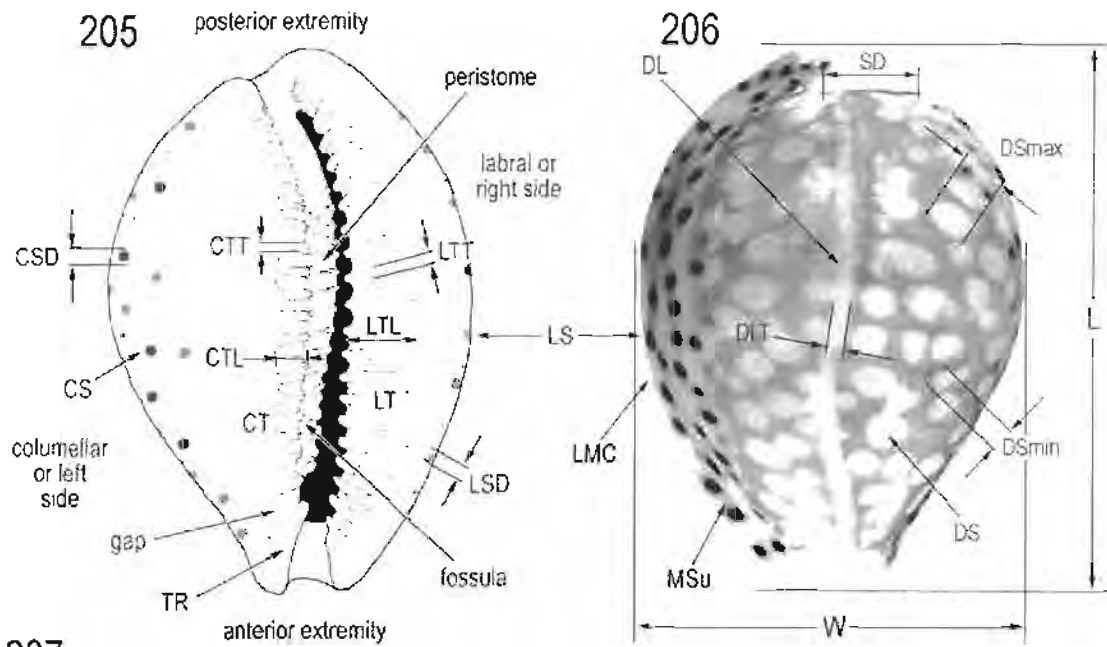 205
posterior extremity
peristome
labral or
right side
CTT
LTT
CSD
LTL
CTL
CS
LT
CT
columellar
or left
side
LSD
gap
TR
fossula
anterior extremity
206
DL
SD
DSmax
L
LS
DLT
LMC
DSmin
DS
MSu
W